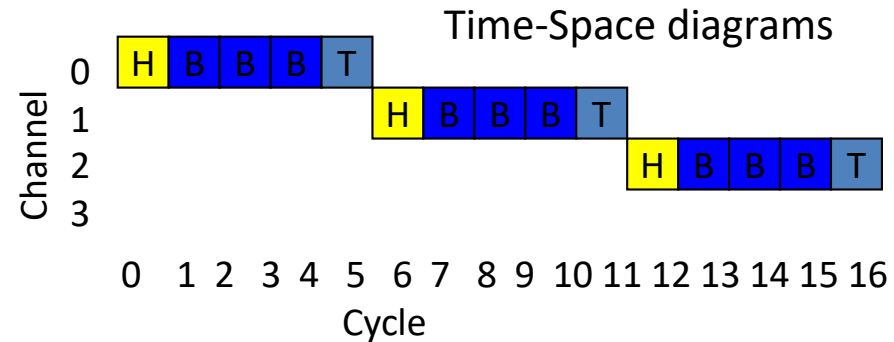 Time-Space diagrams
0 H B B B T
1 H B B B T
2 H B B B T
3
Channel
0 1 2 3 4 5 6 7 8 9 10 11 12 13 14 15 16
Cycle